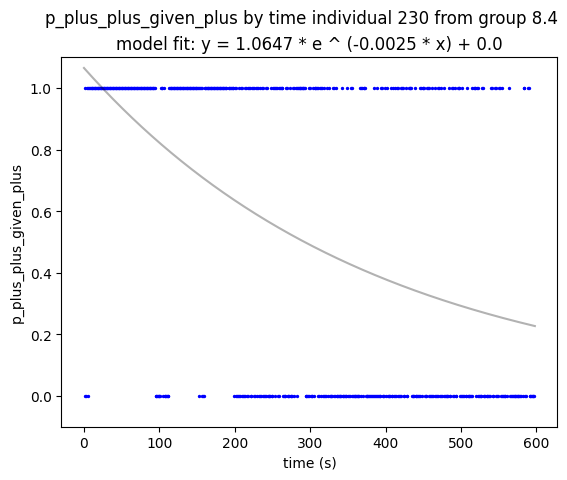 p_plus_plus_given_plus by time individual 230 from group 8.4
model fit: y = 1.0647 * e ^ (-0.0025 * x) + 0.0
1.0
0.8
0.6
0.4
0.2
0.0
p_plus_plus_given_plus
0 100 200 300 400 500 600
time (s)